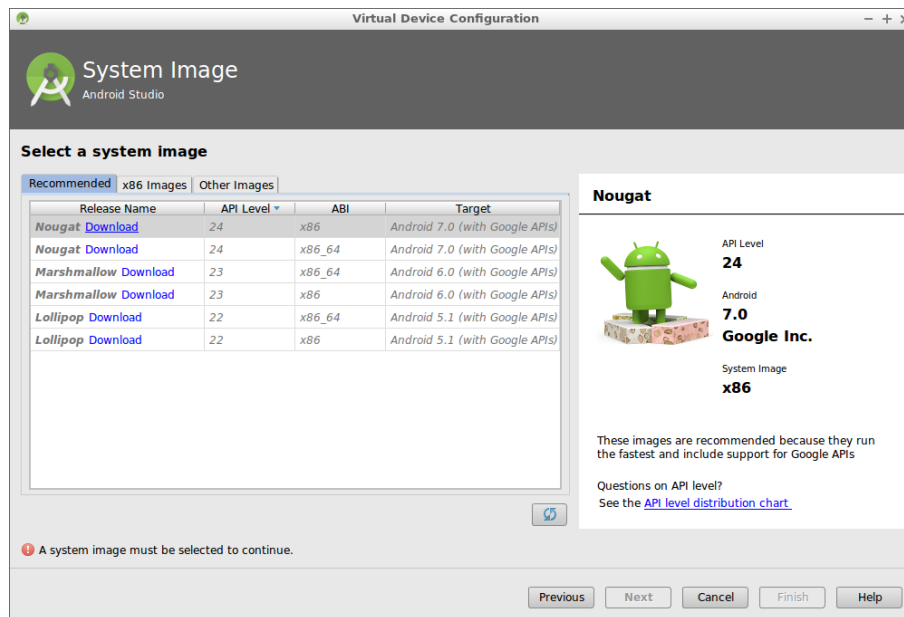 Virtual Device Configuration
System Image
Android Studio
Select a system image
Recommended x86 Images Other Images
Release Name API Level ABI Target
Nougat Download 24 x86 Android 7.0 (with Google APIs)
Nougat Download 24 x86_64 Android 7.0 (with Google APIs)
Marshmallow Download 23 x86_64 Android 6.0 (with Google APIs)
Marshmallow Download 23 x86 Android 6.0 (with Google APIs)
Lollipop Download 22 x86_64 Android 5.1 (with Google APIs)
Lollipop Download 22 x86 Android 5.1 (with Google APIs)
Nougat
API Level
24
Android
7.0
Google Inc.
System Image
x86
These images are recommended because they run
the fastest and include support for Google APIs
Questions on API level?
See the API level distribution chart
A system image must be selected to continue.
Previous Next Cancel Finish Help